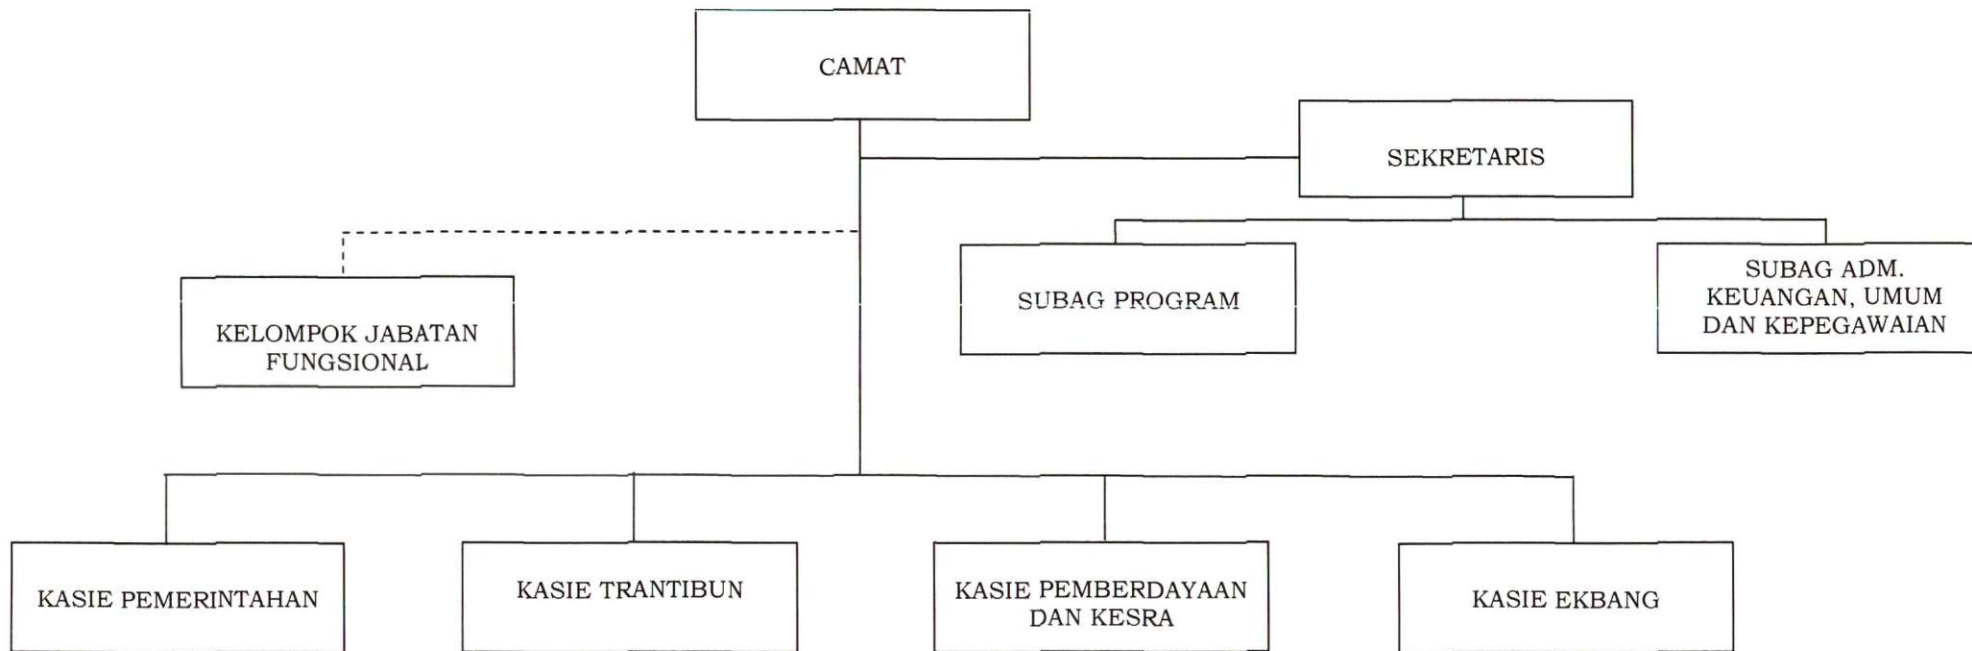 CAMAT
SEKRETARIS
SUBAG PROGRAM
SUBAG ADM.
KEUANGAN, UMUM
DAN KEPEGAWAIAN
KELOMPOK JABATAN
FUNGSIONAL
KASIE PEMERINTAHAN
KASIE TRANTIBUN
KASIE PEMBERDAYAAN
DAN KESRA
KASIE EKBANG